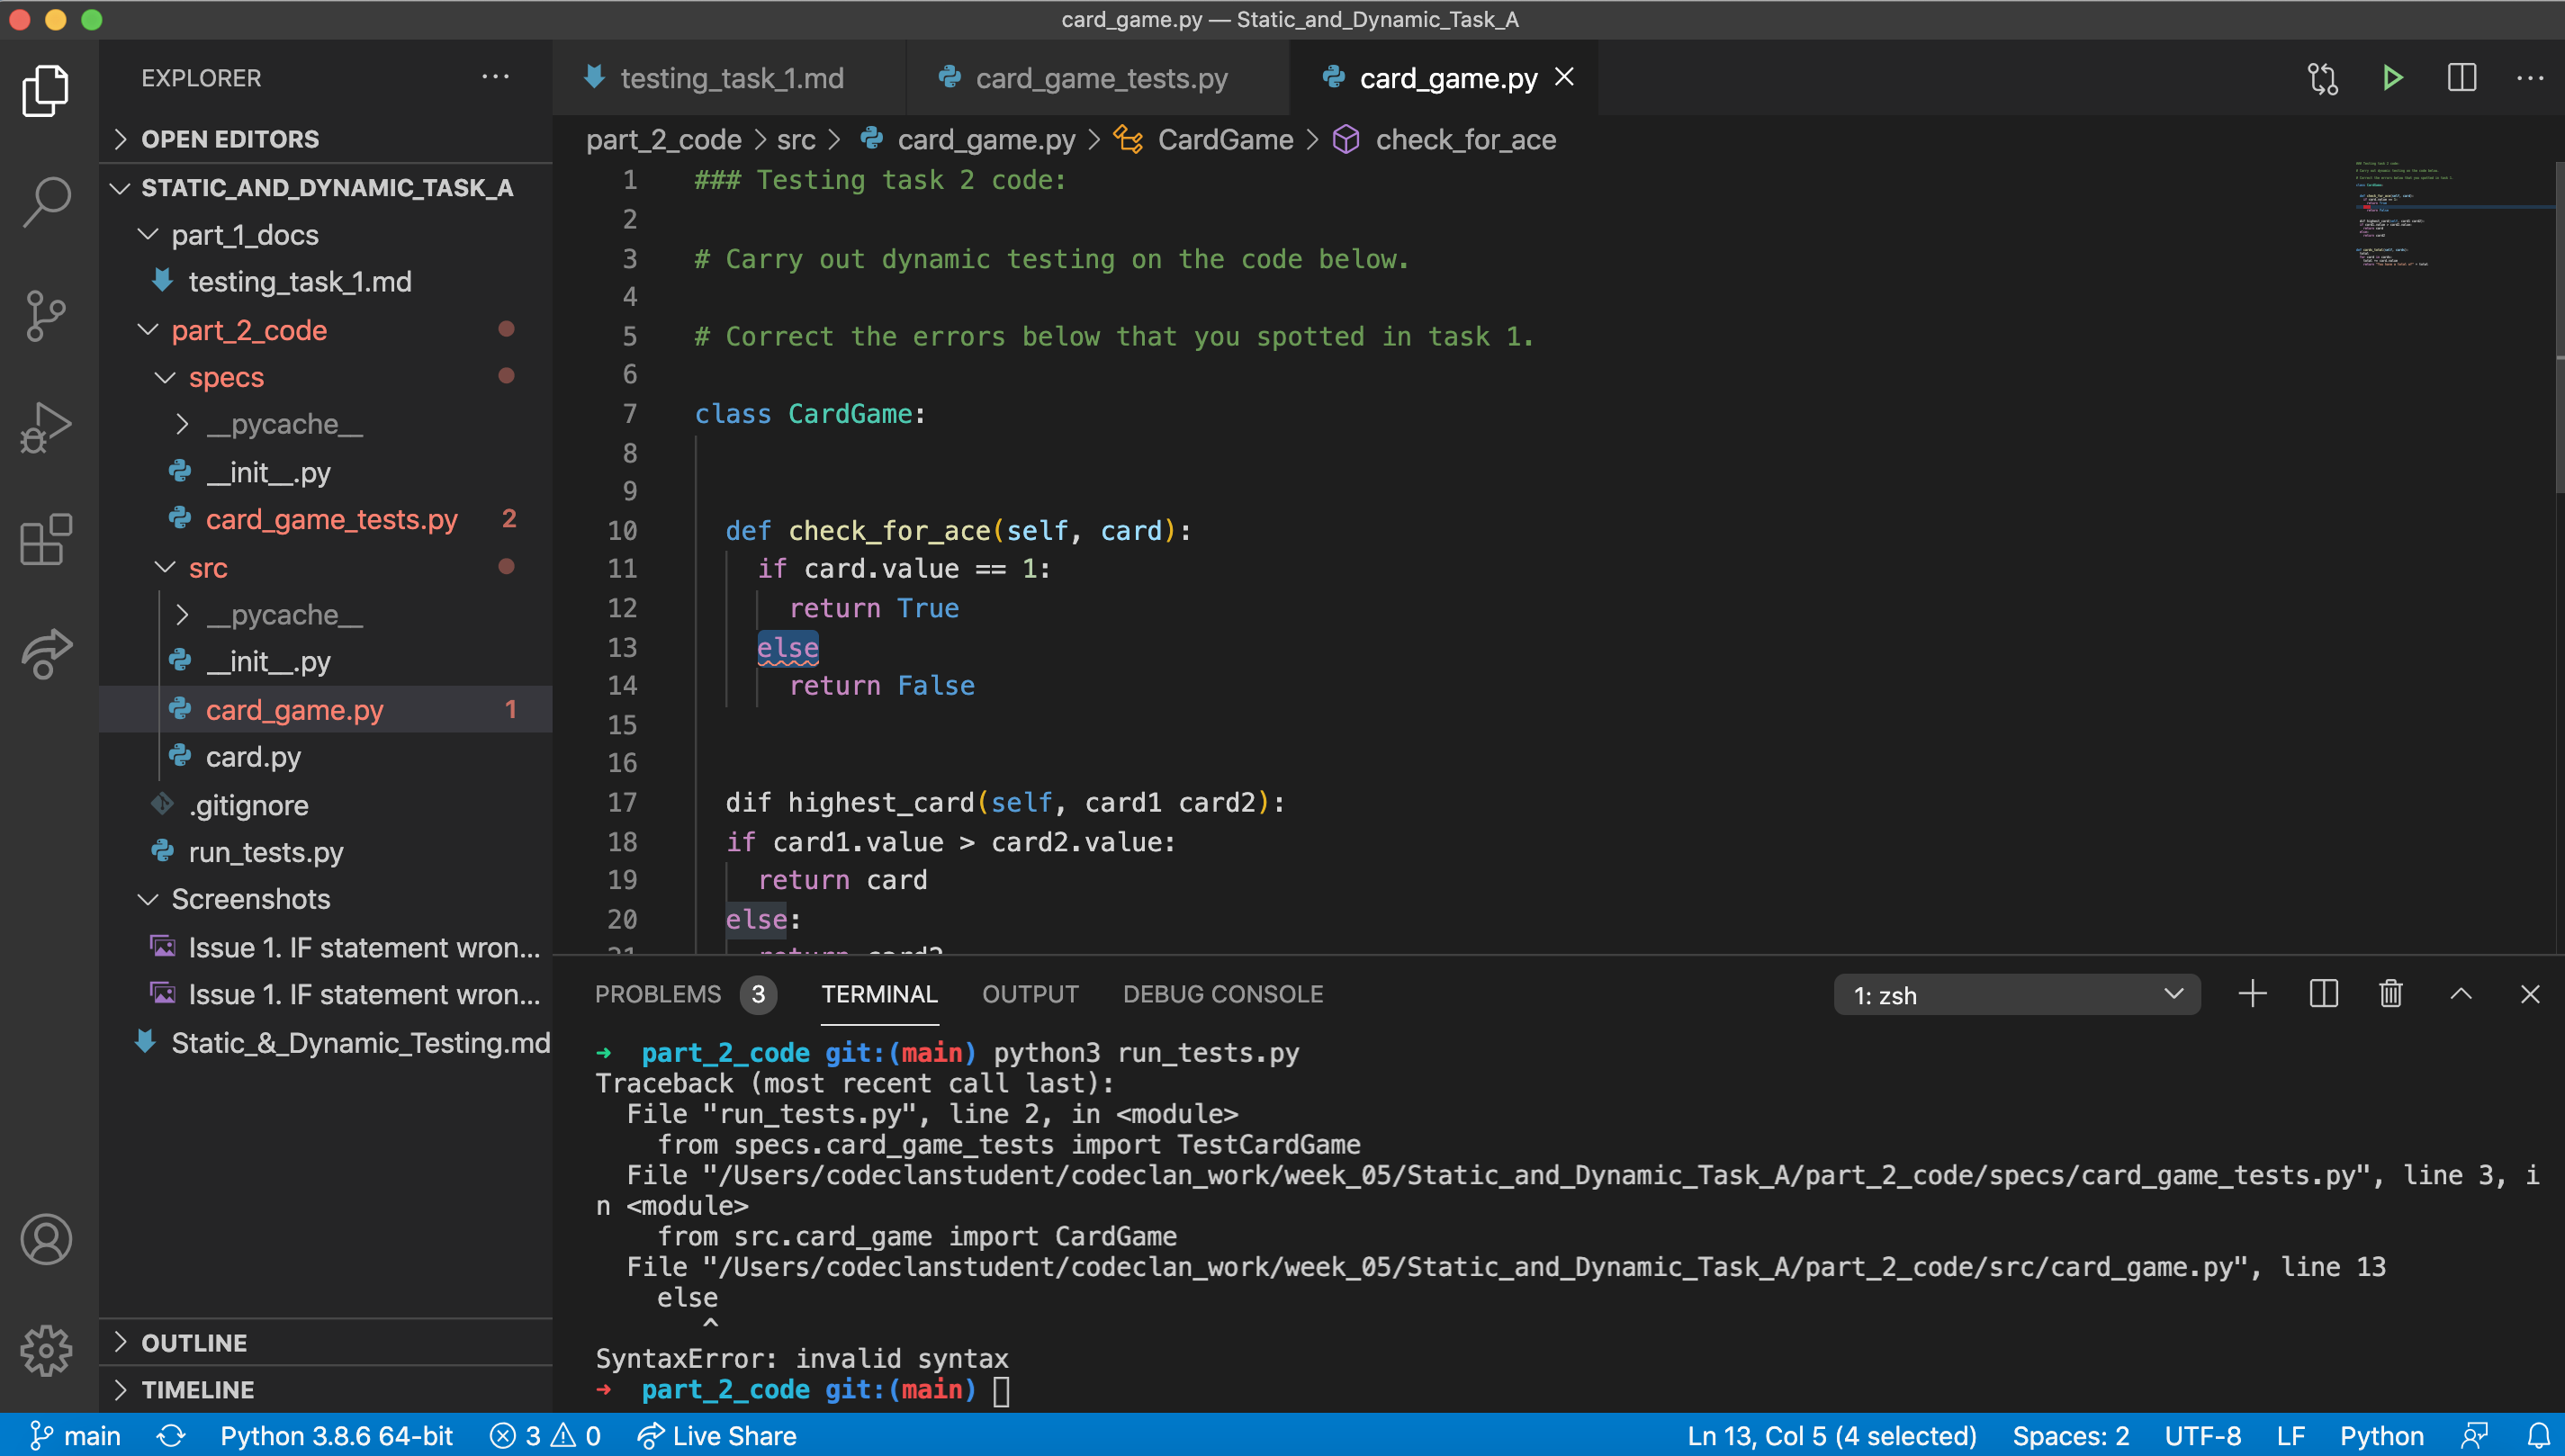 card_game.py — Static_and_Dynamic_Task_A
EXPLORER
OPEN EDITORS
STATIC_AND_DYNAMIC_TASK_A
part_1_docs
testing_task_1.md
part_2_code
specs
__pycache__
__init__.py
card_game_tests.py 2
src
__pycache__
__init__.py
card_game.py 1
card.py
.gitignore
run_tests.py
Screenshots
Issue 1. IF statement wron...
Issue 1. IF statement wron...
Static_&_Dynamic_Testing.md
OUTLINE
TIMELINE
testing_task_1.md card_game_tests.py card_game.py
part_2_code > src > card_game.py > CardGame > check_for_ace
1 ### Testing task 2 code:
2
3 # Carry out dynamic testing on the code below.
4
5 # Correct the errors below that you spotted in task 1.
6
7 class CardGame:
8
9
10 def check_for_ace(self, card):
11 if card.value == 1:
12 return True
13 else
14 return False
15
16
17 dif highest_card(self, card1 card2):
18 if card1.value > card2.value:
19 return card
20 else:
21 return card2
PROBLEMS 3 TERMINAL OUTPUT DEBUG CONSOLE 1: zsh
➜ part_2_code git:(main) python3 run_tests.py
Traceback (most recent call last):
File "run_tests.py", line 2, in <module>
from specs.card_game_tests import TestCardGame
File "/Users/codeclanstudent/codeclan_work/week_05/Static_and_Dynamic_Task_A/part_2_code/specs/card_game_tests.py", line 3, i
n <module>
from src.card_game import CardGame
File "/Users/codeclanstudent/codeclan_work/week_05/Static_and_Dynamic_Task_A/part_2_code/src/card_game.py", line 13
else
^
SyntaxError: invalid syntax
➜ part_2_code git:(main)
main Python 3.8.6 64-bit 3 0 Live Share Ln 13, Col 5 (4 selected) Spaces: 2 UTF-8 LF Python